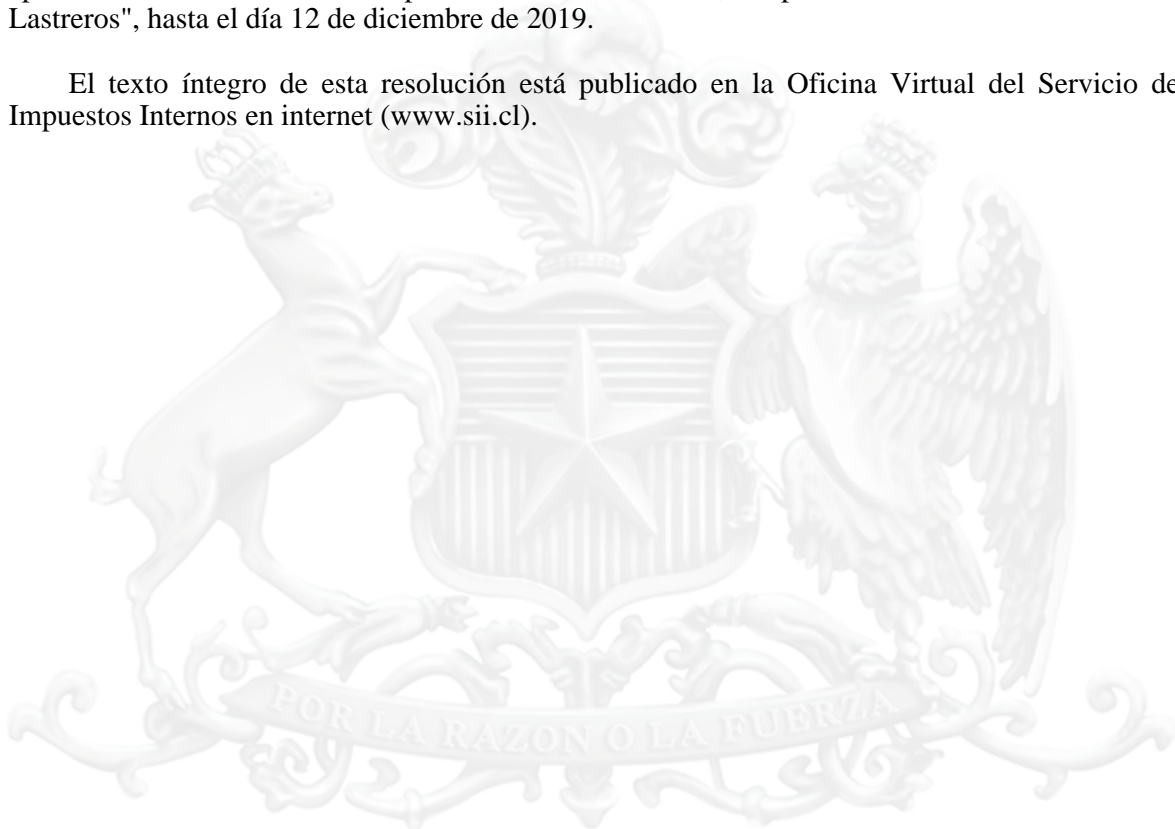 Lastreros", hasta el día 12 de diciembre de 2019.
El texto íntegro de esta resolución está publicado en la Oficina Virtual del Servicio de
Impuestos Internos en internet (www.sii.cl).
POR LA RAZON O LA FUERZA